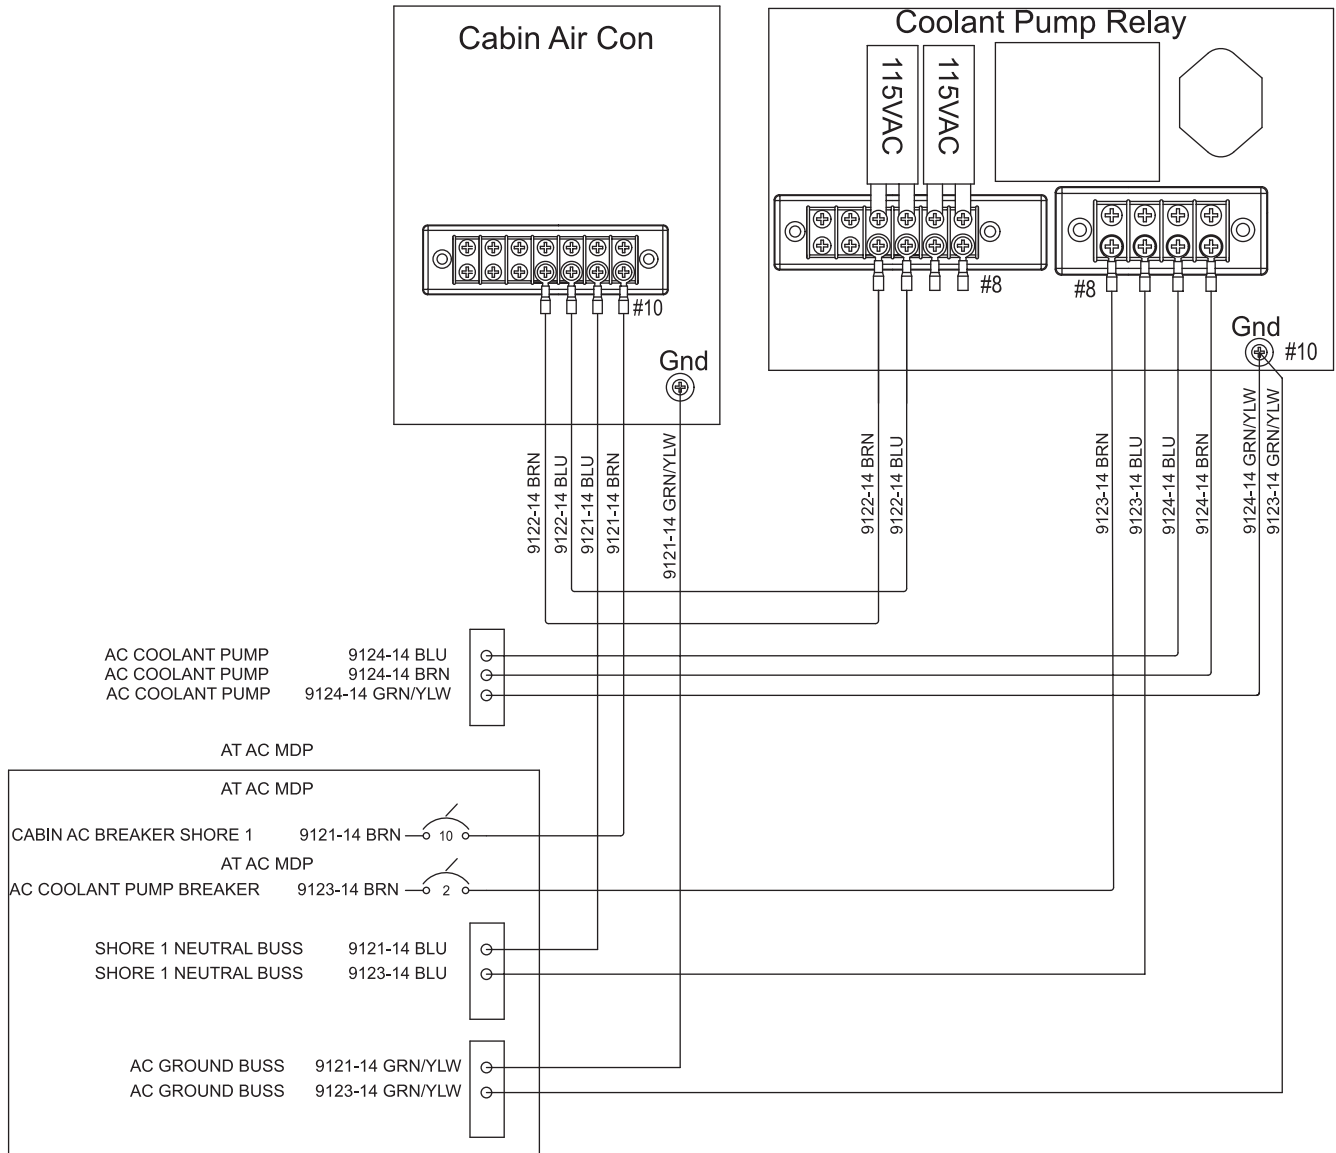 Cabin Air Con
Coolant Pump Relay
115VAC
115VAC
#10
#8
#8
Gnd
Gnd
#10
9122-14 BRN
9122-14 BLU
9121-14 BLU
9121-14 BRN
9121-14 GRN/YLW
9122-14 BRN
9122-14 BLU
9123-14 BRN
9123-14 BLU
9124-14 BLU
9124-14 BRN
9124-14 GRN/YLW
9123-14 GRN/YLW
AC COOLANT PUMP 9124-14 BLU
AC COOLANT PUMP 9124-14 BRN
AC COOLANT PUMP 9124-14 GRN/YLW
AT AC MDP
AT AC MDP
CABIN AC BREAKER SHORE 1 9121-14 BRN 10
AT AC MDP
AC COOLANT PUMP BREAKER 9123-14 BRN 2
SHORE 1 NEUTRAL BUSS 9121-14 BLU
SHORE 1 NEUTRAL BUSS 9123-14 BLU
AC GROUND BUSS 9121-14 GRN/YLW
AC GROUND BUSS 9123-14 GRN/YLW